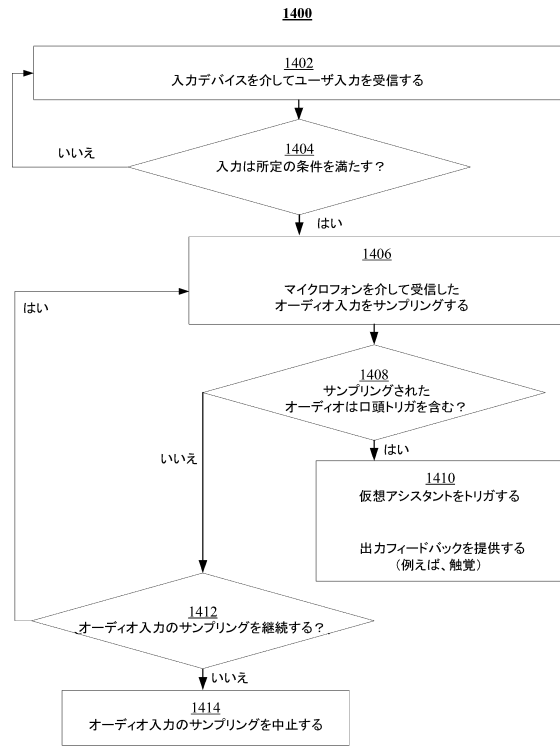 1400
1402
入力デバイスを介してユーザ入力を受信する
1404
入力は所定の条件を満たす？
いいえ
はい
1406
マイクロフォンを介して受信した
オーディオ入力をサンプリングする
はい
1408
サンプリングされた
オーディオは口頭トリガを含む？
いいえ
はい
1410
仮想アシスタントをトリガする
出力フィードバックを提供する
（例えば、触覚）
1412
オーディオ入力のサンプリングを継続する？
いいえ
1414
オーディオ入力のサンプリングを中止する